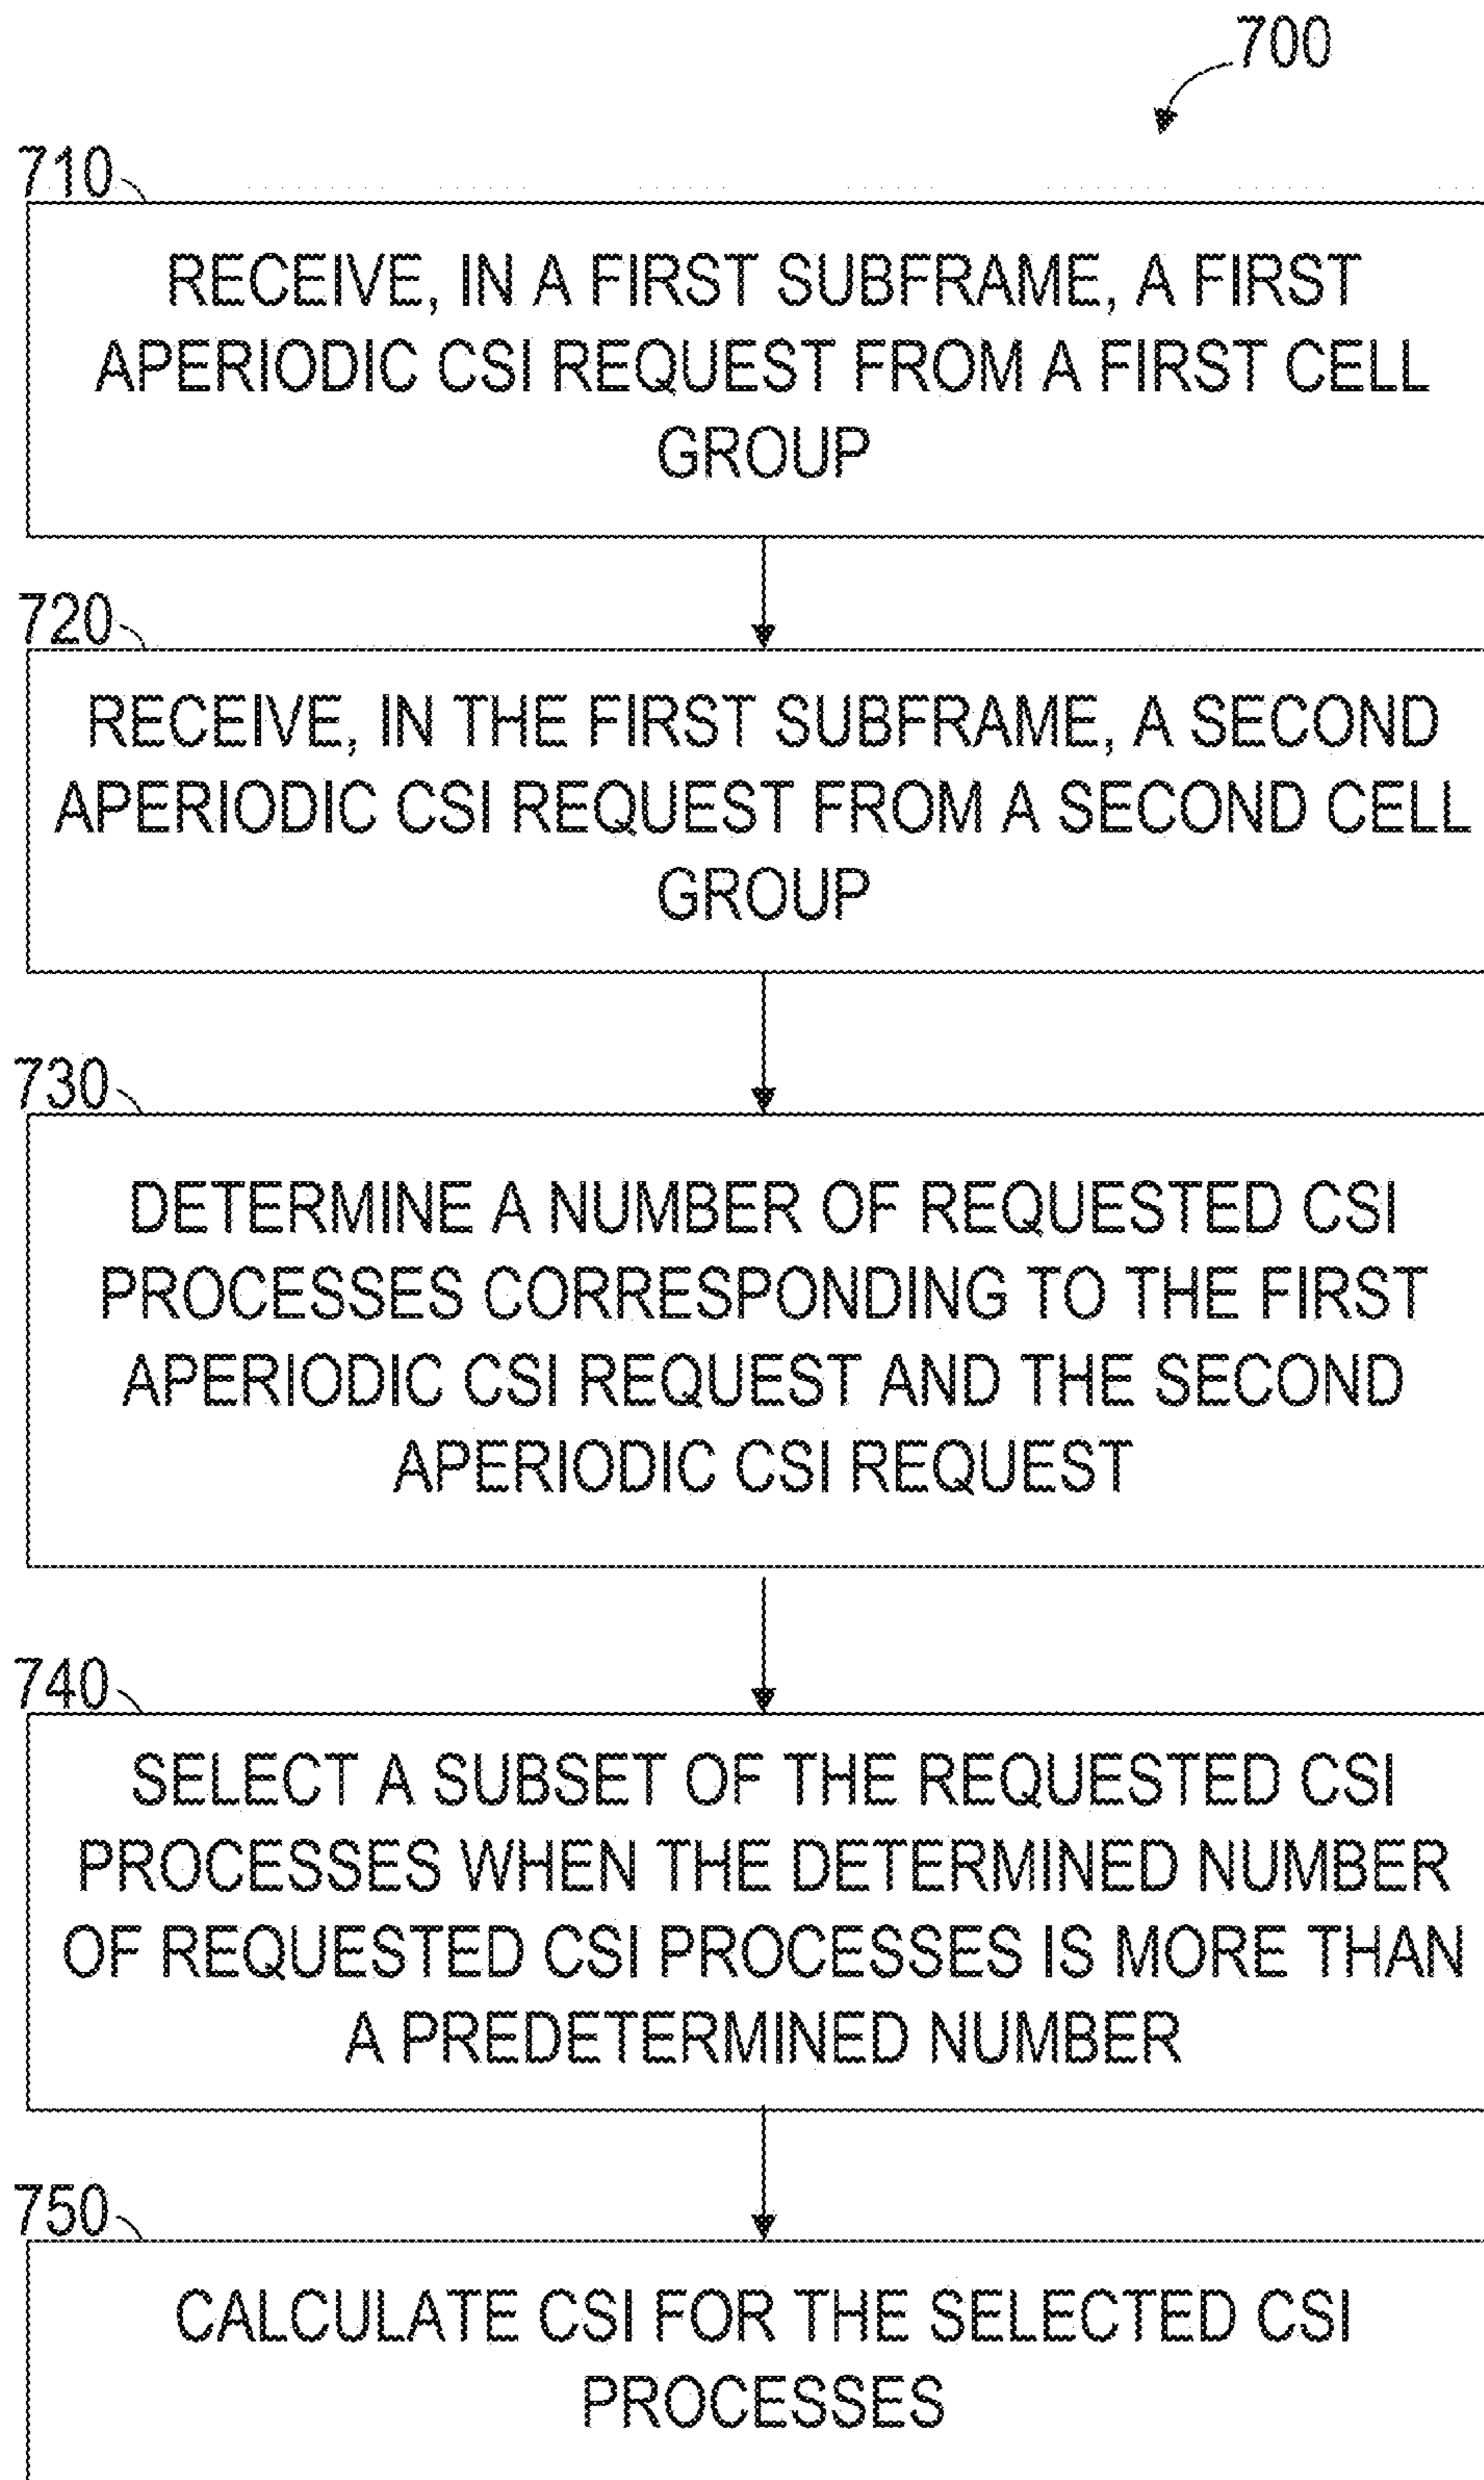 700
710
RECEIVE, IN A FIRST SUBFRAME, A FIRST
APERIODIC CSI REQUEST FROM A FIRST CELL
GROUP
720
RECEIVE, IN THE FIRST SUBFRAME, A SECOND
APERIODIC CSI REQUEST FROM A SECOND CELL
GROUP
730
DETERMINE A NUMBER OF REQUESTED CSI
PROCESSES CORRESPONDING TO THE FIRST
APERIODIC CSI REQUEST AND THE SECOND
APERIODIC CSI REQUEST
740
SELECT A SUBSET OF THE REQUESTED CSI
PROCESSES WHEN THE DETERMINED NUMBER
OF REQUESTED CSI PROCESSES IS MORE THAN
A PREDETERMINED NUMBER
750
CALCULATE CSI FOR THE SELECTED CSI
PROCESSES